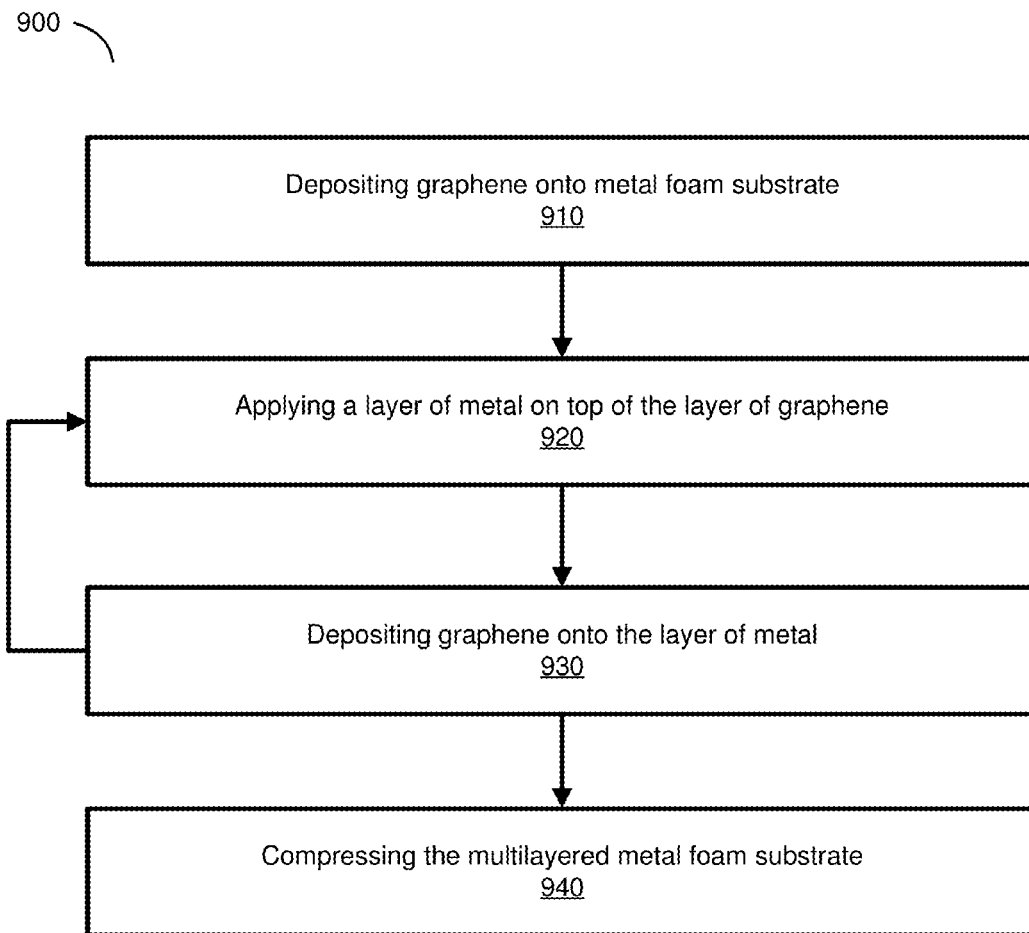 900
Depositing graphene onto metal foam substrate
910
Applying a layer of metal on top of the layer of graphene
920
Depositing graphene onto the layer of metal
930
Compressing the multilayered metal foam substrate
940